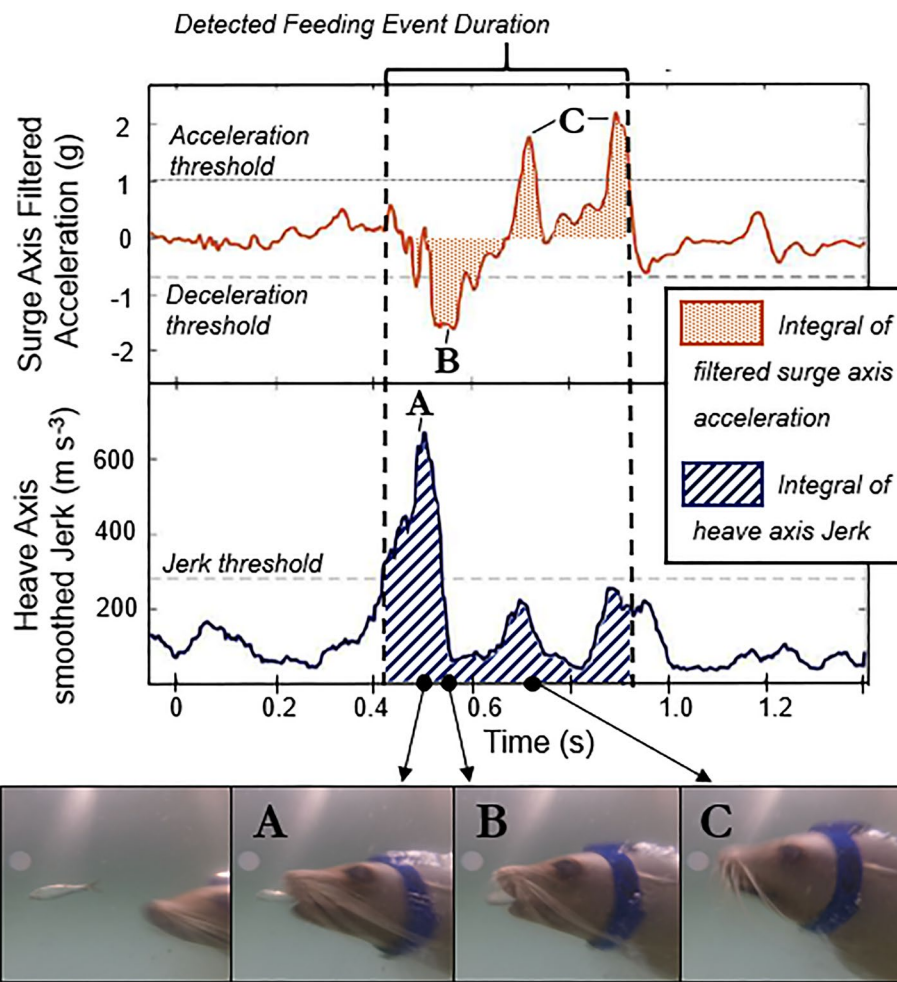 Detected Feeding Event Duration
Surge Axis Filtered
Acceleration (g)
2
1
0
-1
-2
Acceleration
threshold
Deceleration
threshold
C
B
Integral of
filtered surge axis
acceleration
Integral of
heave axis Jerk
Heave Axis
smoothed Jerk (m s-3)
600
400
200
A
Jerk threshold
0
0.2
0.4
0.6
1.0
1.2
Time (s)
A
B
C